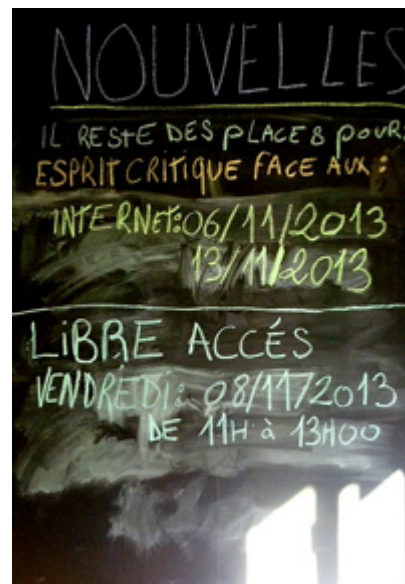 NOUVELLES
IL RESTE DES PLACES POUR:
ESPRIT CRITIQUE FACE AUX:
INTERNET:06/11/2013
13/11/2013
LiBRE ACCÉS
VENDREDI: 08/11/2013
DE 11H à 13H00